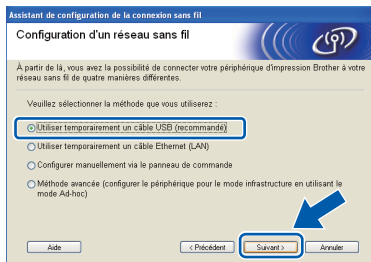 Assistant de configuration de la connexion sans fil
Configuration d'un réseau sans fil
À partir de là, vous avez la possibilité de connecter votre périphérique d'impression Brother à votre
réseau sans fil de quatre manières différentes.
Veuillez sélectionner la méthode que vous utiliserez :
Utiliser temporairement un câble USB (recommandé)
Utiliser temporairement un câble Ethernet (LAN)
Configurer manuellement via le panneau de commande
Méthode avancée (configurer le périphérique pour le mode infrastructure en utilisant le
mode Ad-hoc)
Aide
< Précédent
Suivant >
Annuler